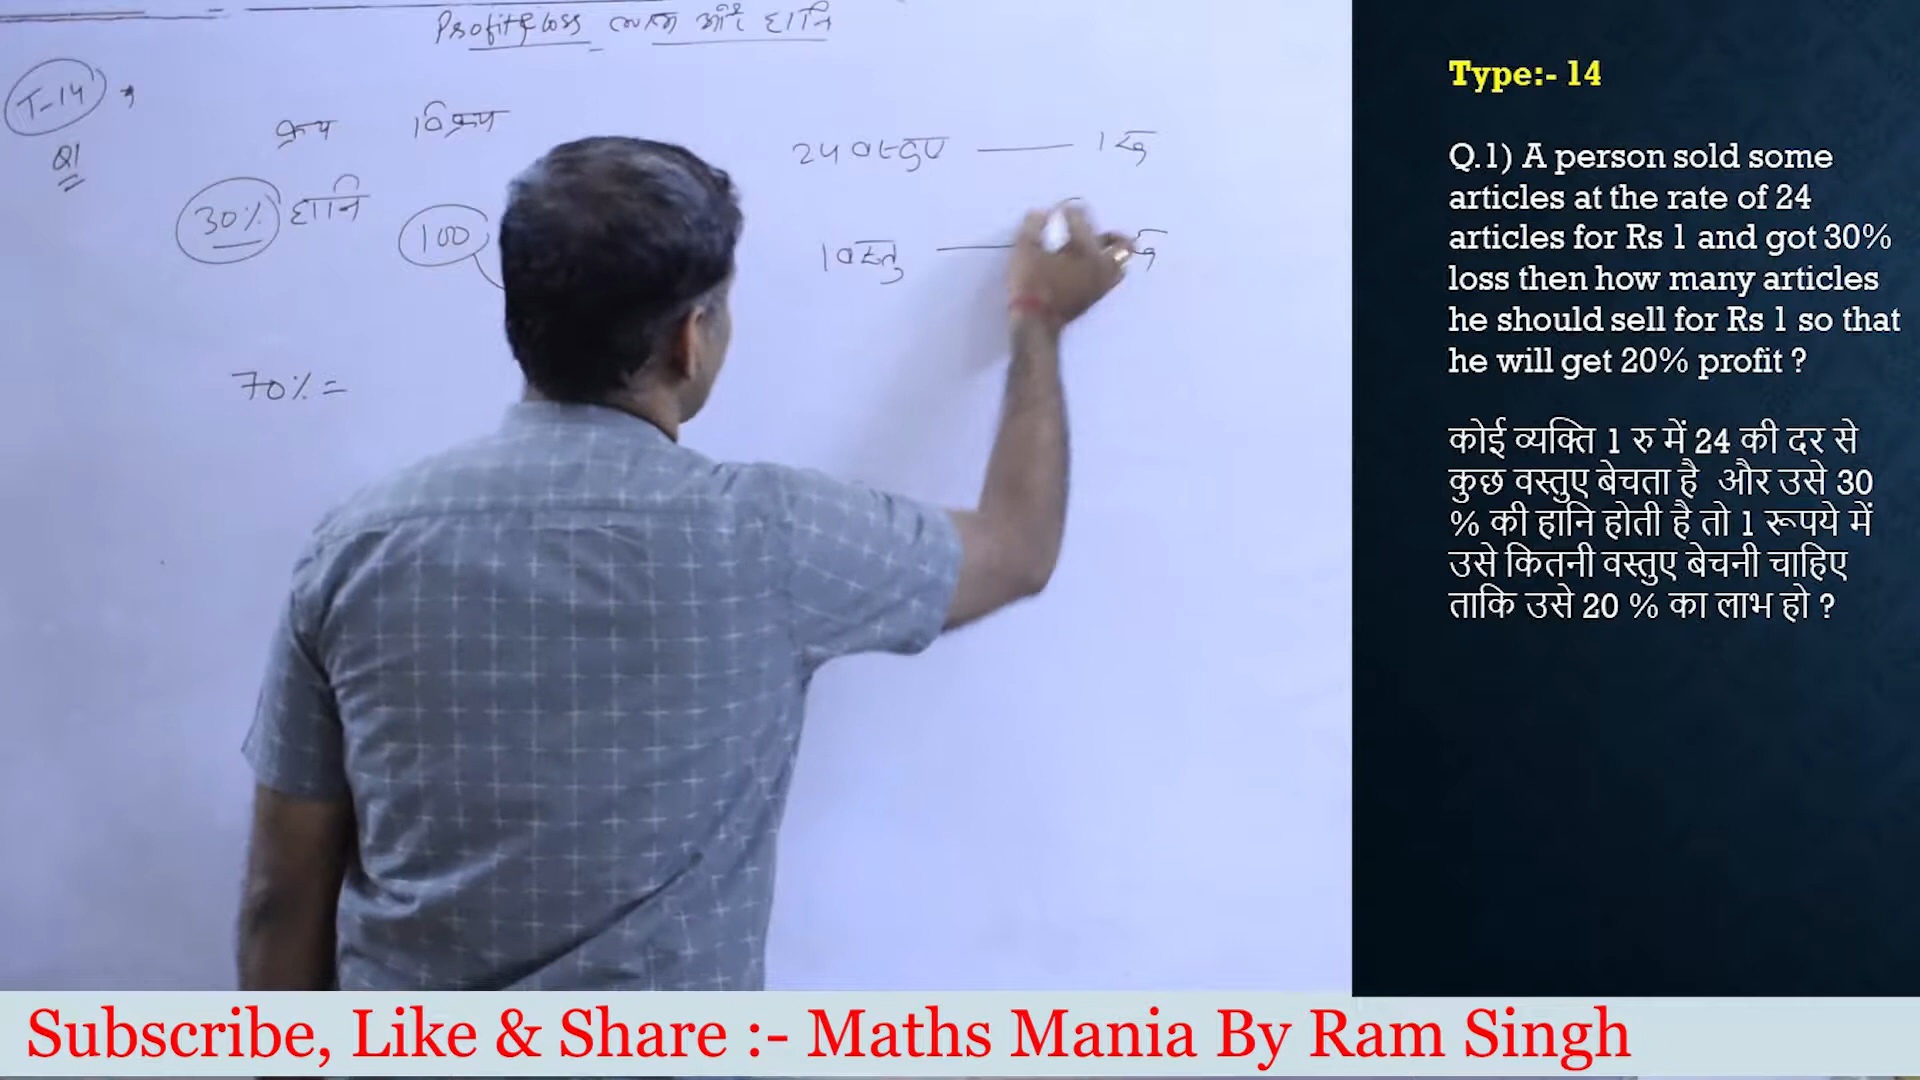 Profit & Loss लाभ और हानि
T-14
Q1
क्रय विक्रय
24 वस्तुए — 1 रु
30% हानि 100
1 वस्तु — रु
70% =
Type:- 14
Q.1) A person sold some
articles at the rate of 24
articles for Rs 1 and got 30%
loss then how many articles
he should sell for Rs 1 so that
he will get 20% profit ?
कोई व्यक्ति 1 रु में 24 की दर से
कुछ वस्तुए बेचता है और उसे 30
% की हानि होती है तो 1 रूपये में
उसे कितनी वस्तुए बेचनी चाहिए
ताकि उसे 20 % का लाभ हो ?
Subscribe, Like & Share :- Maths Mania By Ram Singh